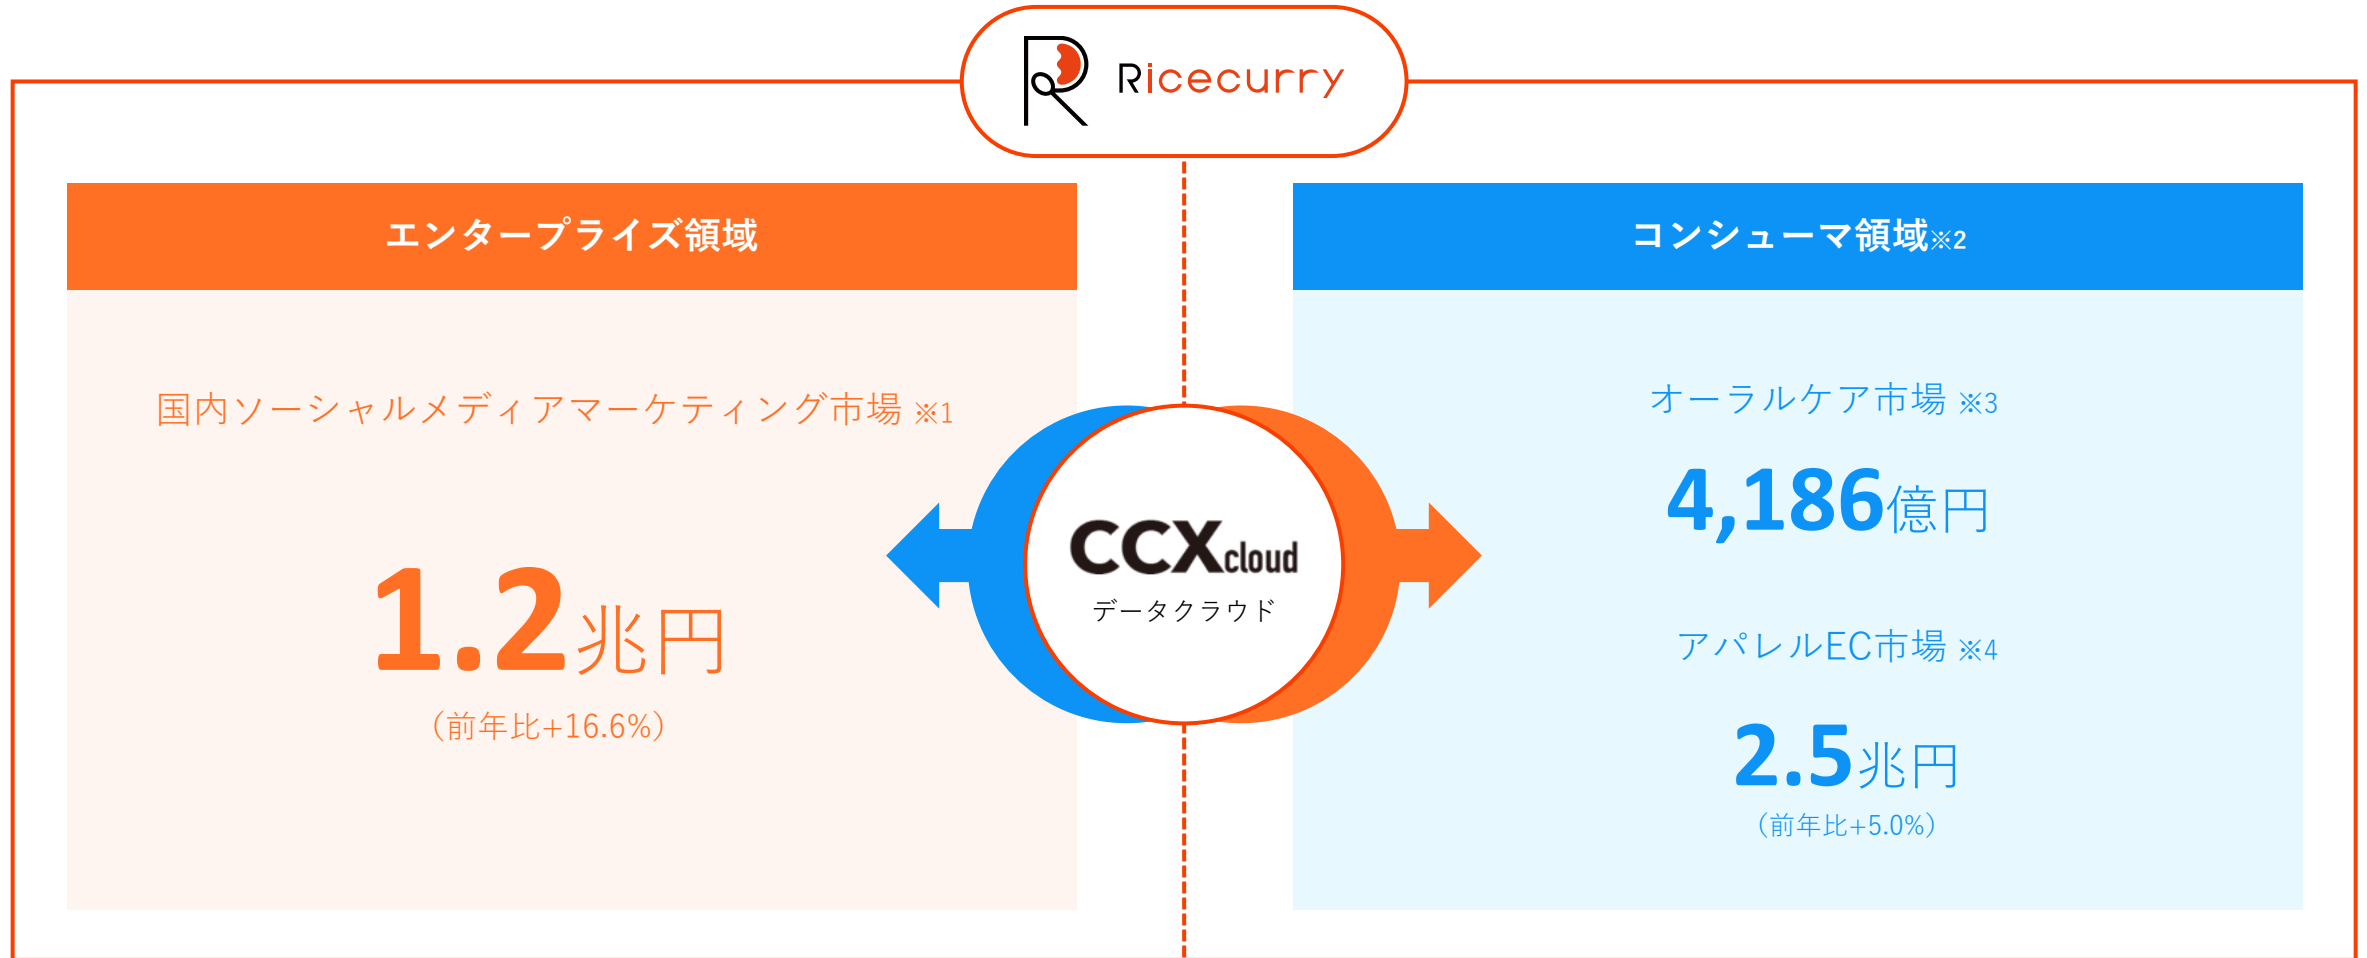 Ricecurry
エンタープライズ領域
国内ソーシャルメディアマーケティング市場 ※1
1.2兆円
（前年比+16.6%）
CCXcloud
データクラウド
コンシューマ領域※2
オーラルケア市場 ※3
4,186億円
アパレルEC市場 ※4
2.5兆円
（前年比+5.0%）